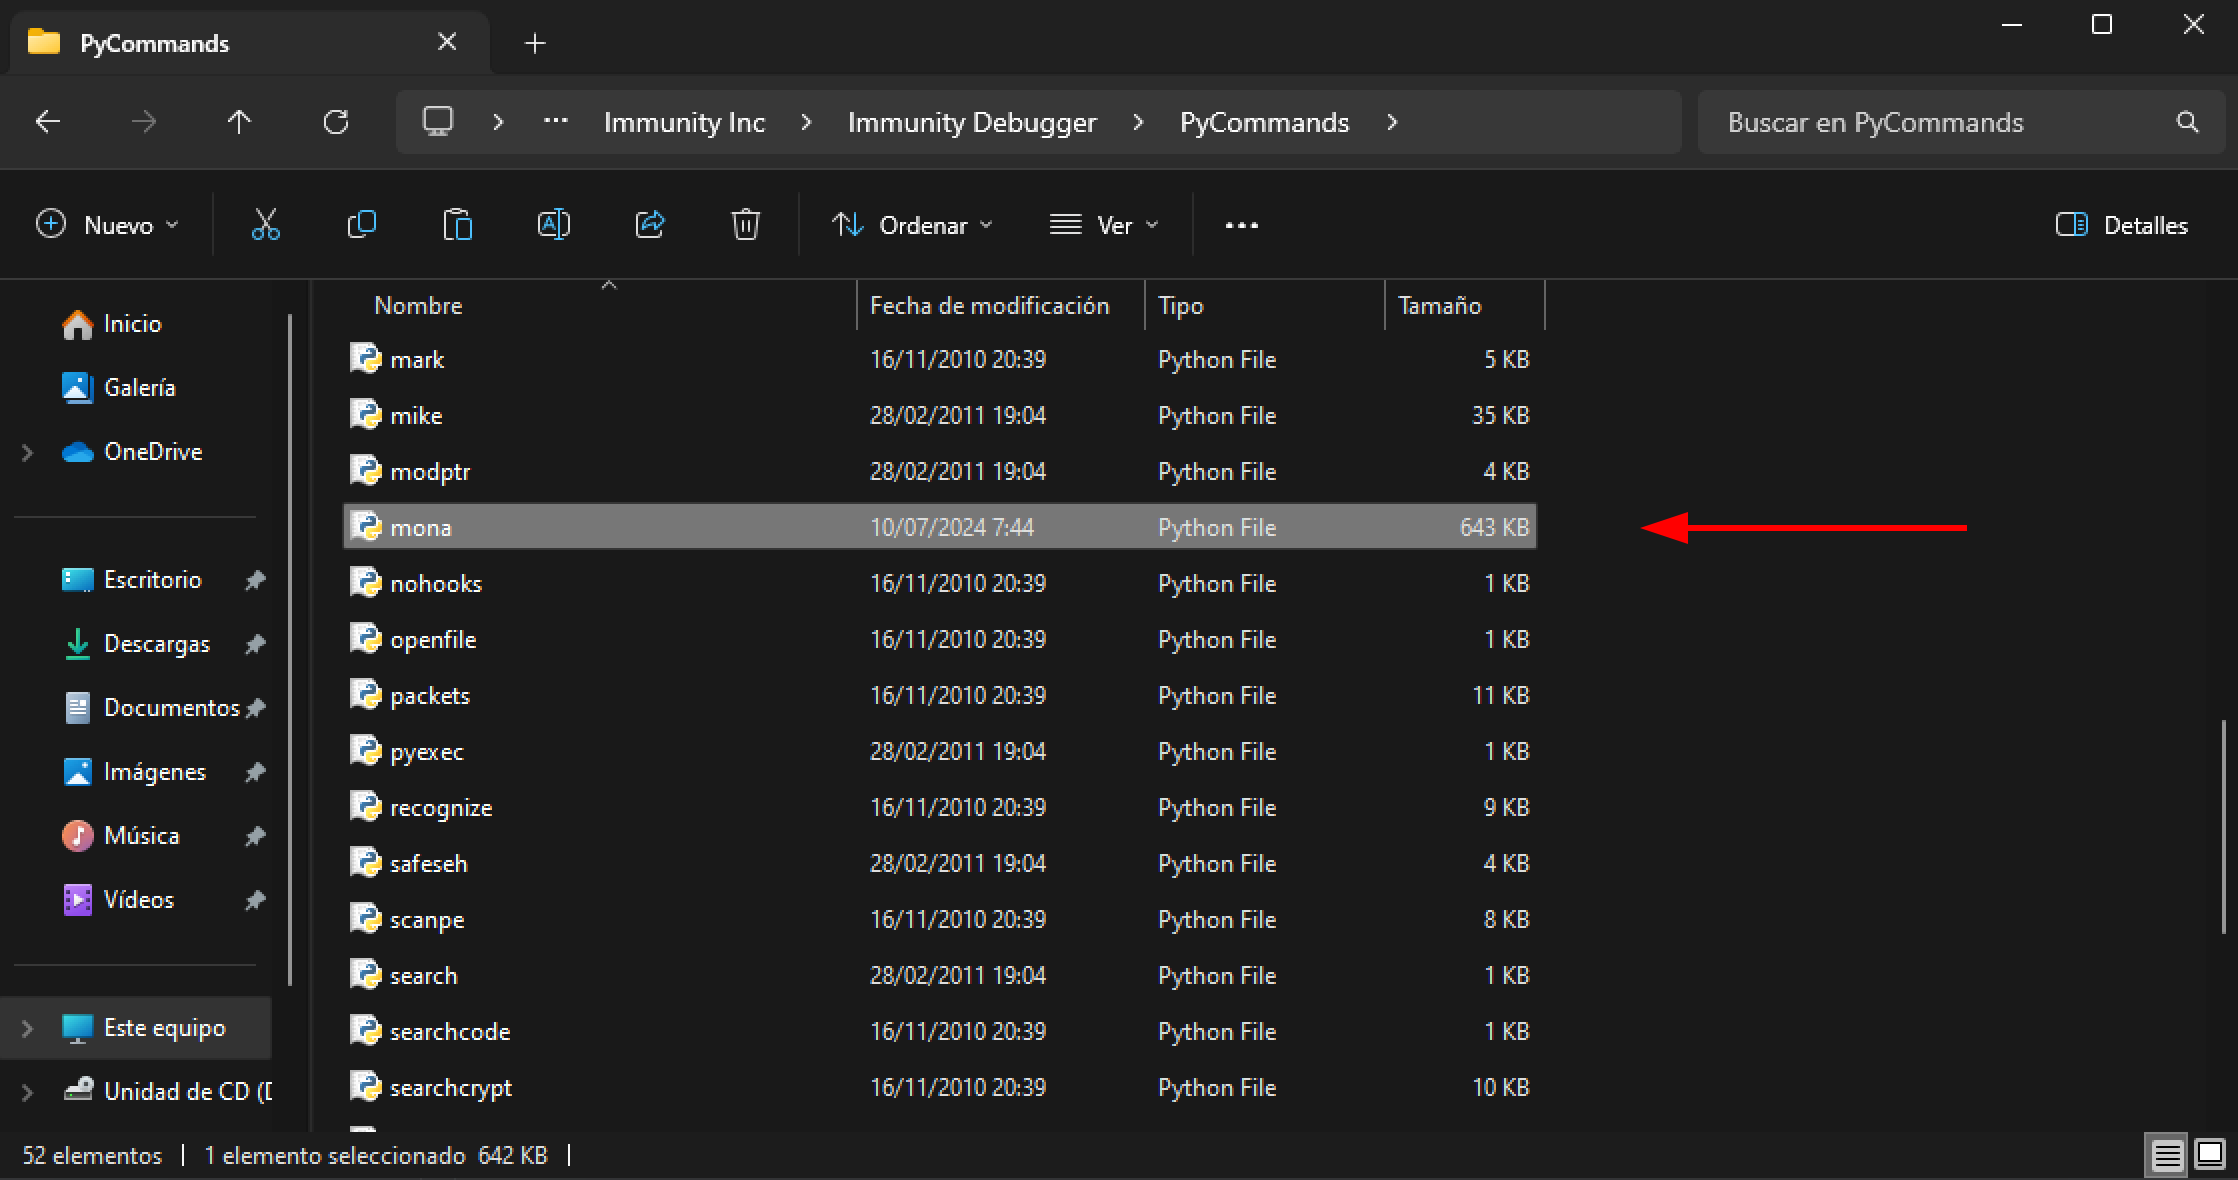 PyCommands
Immunity Inc > Immunity Debugger > PyCommands >
Buscar en PyCommands
Nuevo
Ordenar
Ver
Detalles
Inicio
Galería
OneDrive
Escritorio
Descargas
Documentos
Imágenes
Música
Vídeos
Este equipo
Unidad de CD (D
Nombre Fecha de modificación Tipo Tamaño
mark 16/11/2010 20:39 Python File 5 KB
mike 28/02/2011 19:04 Python File 35 KB
modptr 28/02/2011 19:04 Python File 4 KB
mona 10/07/2024 7:44 Python File 643 KB
nohooks 16/11/2010 20:39 Python File 1 KB
openfile 16/11/2010 20:39 Python File 1 KB
packets 16/11/2010 20:39 Python File 11 KB
pyexec 28/02/2011 19:04 Python File 1 KB
recognize 16/11/2010 20:39 Python File 9 KB
safeseh 28/02/2011 19:04 Python File 4 KB
scanpe 16/11/2010 20:39 Python File 8 KB
search 28/02/2011 19:04 Python File 1 KB
searchcode 16/11/2010 20:39 Python File 1 KB
searchcrypt 16/11/2010 20:39 Python File 10 KB
52 elementos | 1 elemento seleccionado 642 KB |